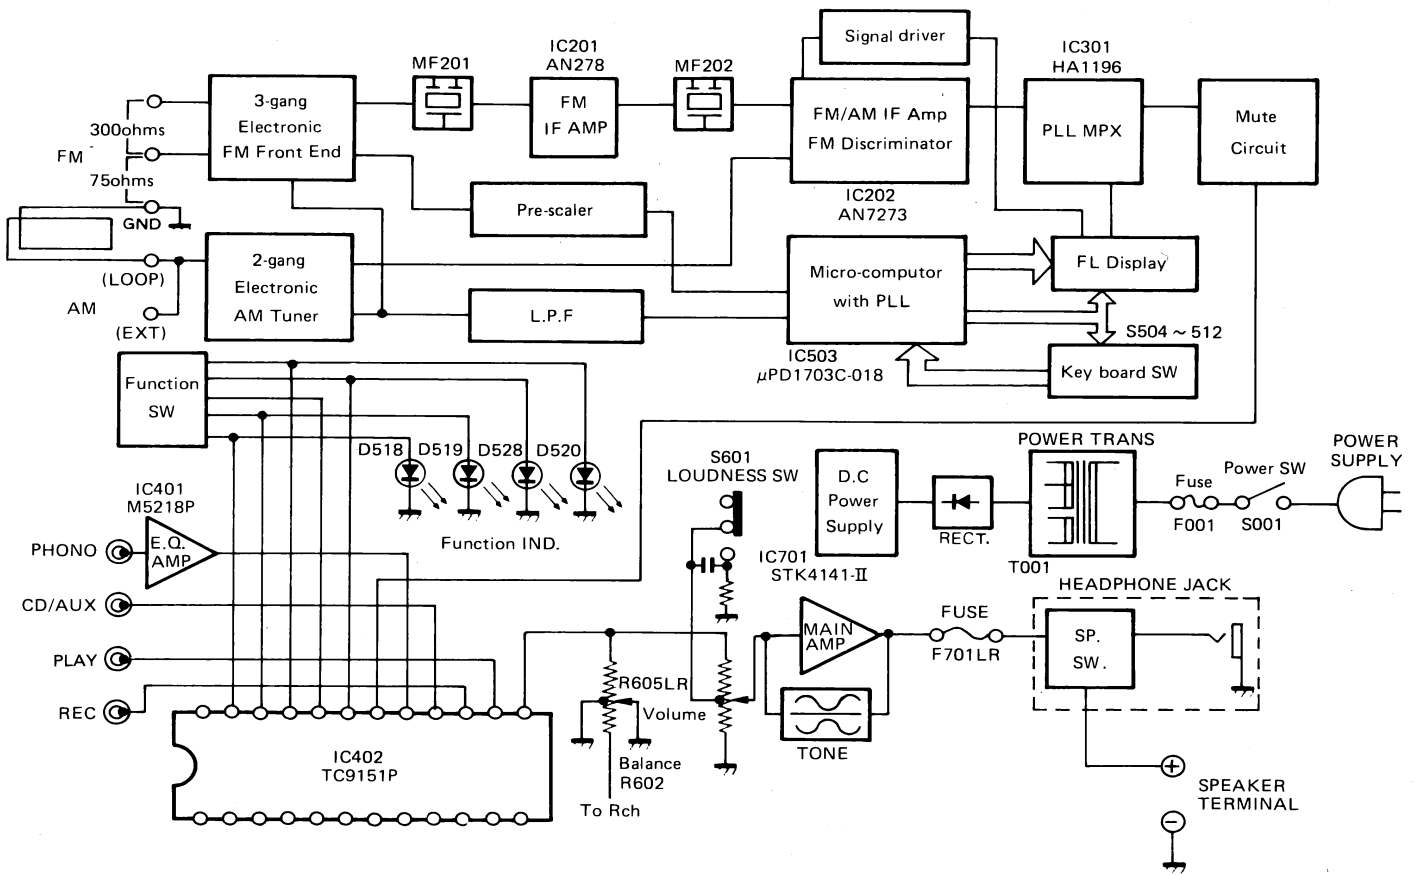 Signal driver
IC201
AN278
IC301
HA1196
MF201
MF202
3-gang
Electronic
FM Front End
FM
IF AMP
FM/AM IF Amp
FM Discriminator
PLL MPX
Mute
Circuit
300ohms
FM
75ohms
GND
Pre-scaler
IC202
AN7273
2-gang
Electronic
AM Tuner
Micro-computor
with PLL
FL Display
(LOOP)
AM
(EXT)
L.P.F
S504 ~ 512
IC503
μPD1703C-018
Key board SW
Function
SW
D518
D519
D528
D520
S601
LOUDNESS SW
POWER TRANS
POWER
SUPPLY
D.C
Power
Supply
Fuse
Power SW
IC401
M5218P
F001
S001
RECT.
PHONO
E.Q.
AMP
Function IND.
IC701
STK4141-II
T001
HEADPHONE JACK
CD/AUX
MAIN
AMP
FUSE
F701LR
SP.
SW.
PLAY
R605LR
REC
Volume
TONE
IC402
TC9151P
Balance
R602
To Rch
+
SPEAKER
TERMINAL
−